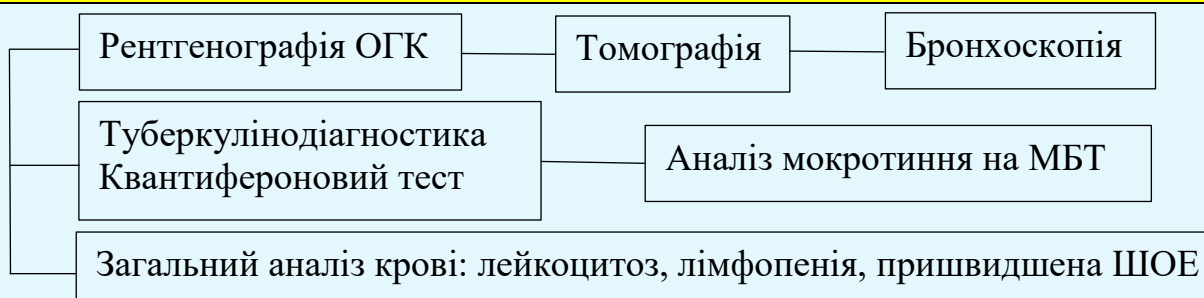 Рентгенографія ОГК
Томографія
Бронхоскопія
Туберкулінодіагностика
Квантифероновий тест
Аналіз мокротиння на МБТ
Загальний аналіз крові: лейкоцитоз, лімфопенія, пришвидшена ШОЕ